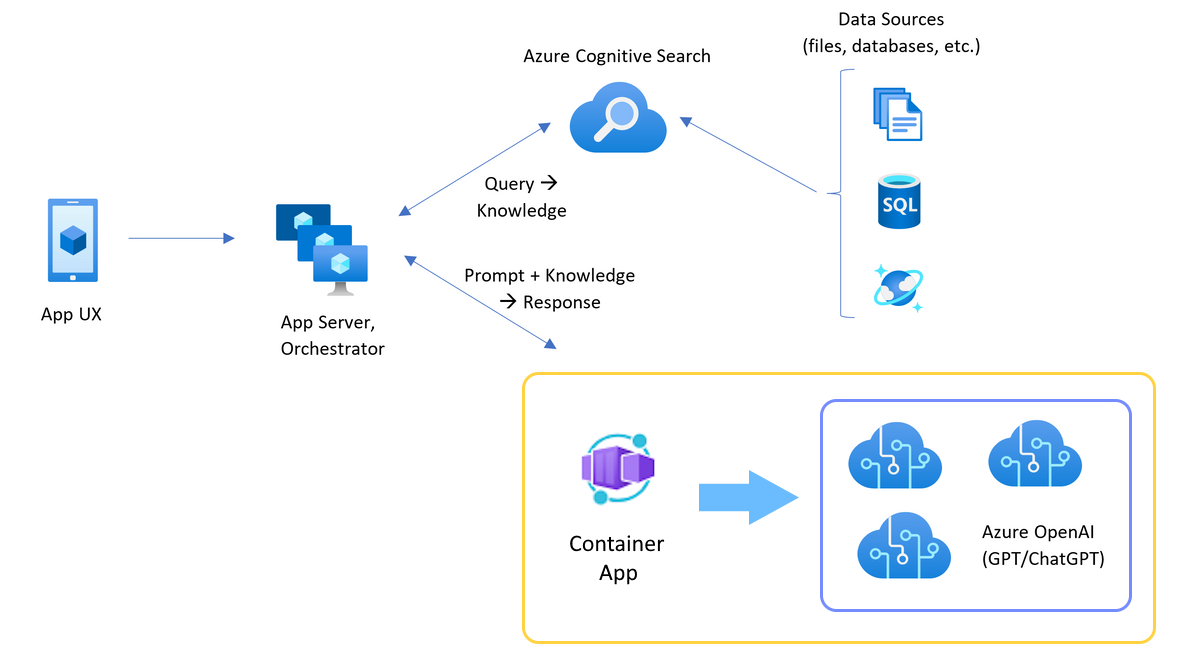 Data Sources
(files, databases, etc.)
Azure Cognitive Search
SQL
Query →
Knowledge
Prompt + Knowledge
→ Response
App UX
App Server,
Orchestrator
Container
App
Azure OpenAI
(GPT/ChatGPT)